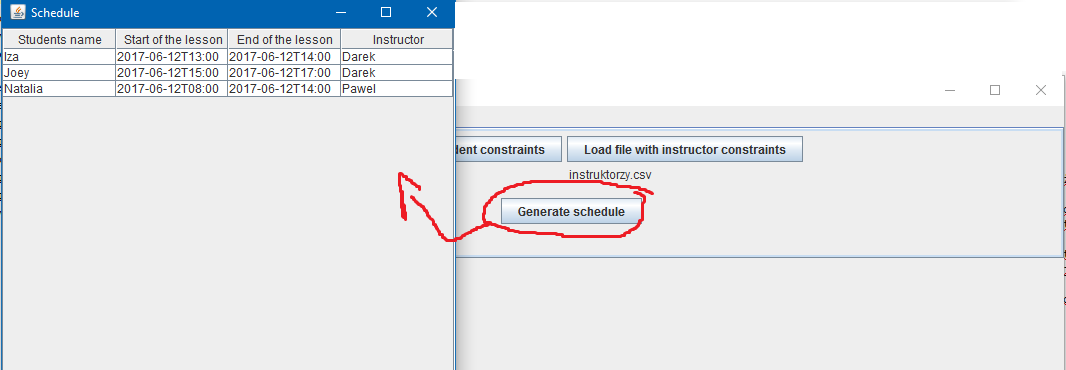 Schedule
Students name Start of the lesson End of the lesson Instructor
Iza 2017-06-12T13:00 2017-06-12T14:00 Darek
Joey 2017-06-12T15:00 2017-06-12T17:00 Darek
Natalia 2017-06-12T08:00 2017-06-12T14:00 Pawel
dent constraints Load file with instructor constraints
instruktorzy.csv
Generate schedule